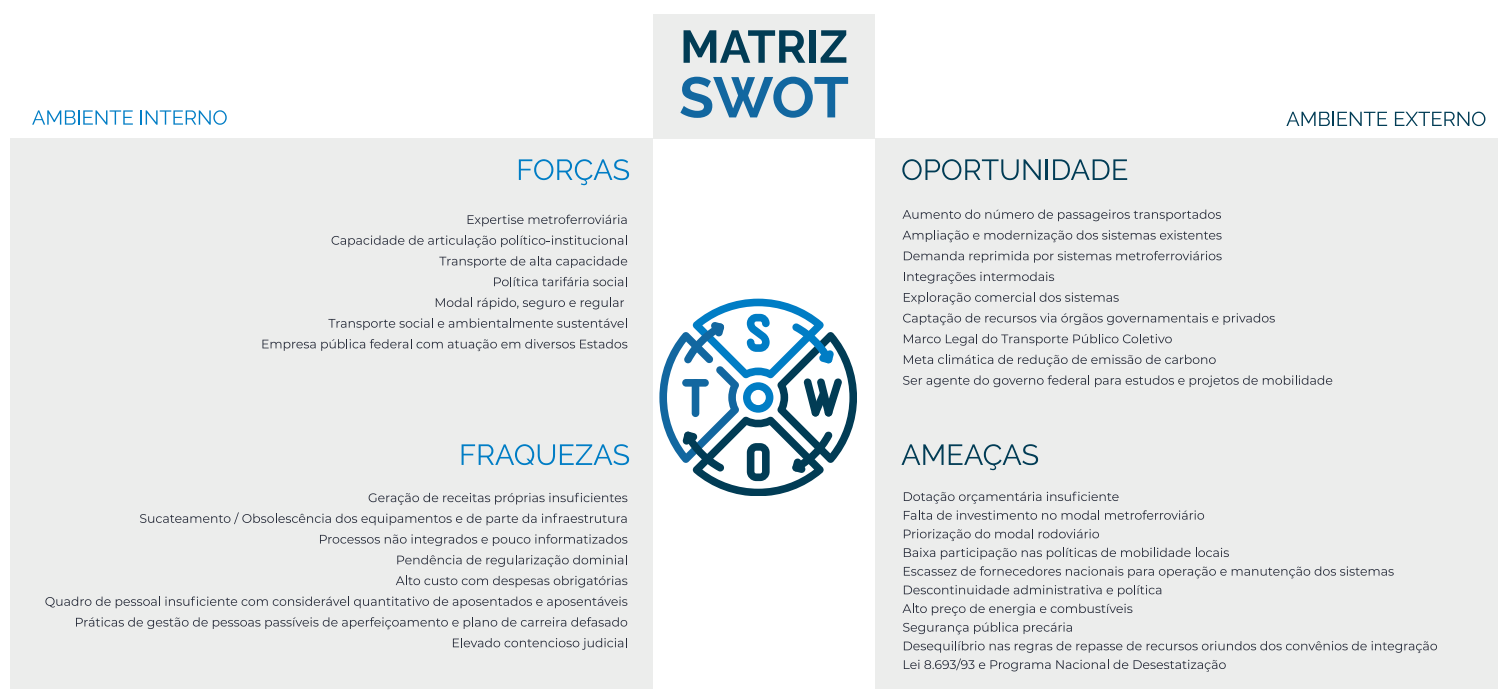 MATRIZ
SWOT
AMBIENTE INTERNO
AMBIENTE EXTERNO
FORÇAS
Expertise metroferroviária
Capacidade de articulação político-institucional
Transporte de alta capacidade
Política tarifária social
Modal rápido, seguro e regular
Transporte social e ambientalmente sustentável
Empresa pública federal com atuação em diversos Estados
FRAQUEZAS
Geração de receitas próprias insuficientes
Sucateamento / Obsolescência dos equipamentos e de parte da infraestrutura
Processos não integrados e pouco informatizados
Pendência de regularização dominial
Alto custo com despesas obrigatórias
Quadro de pessoal insuficiente com considerável quantitativo de aposentados e aposentáveis
Práticas de gestão de pessoas passíveis de aperfeiçoamento e plano de carreira defasado
Elevado contencioso judicial
S
T
W
O
OPORTUNIDADE
Aumento do número de passageiros transportados
Ampliação e modernização dos sistemas existentes
Demanda reprimida por sistemas metroferroviários
Integrações intermodais
Exploração comercial dos sistemas
Captação de recursos via órgãos governamentais e privados
Marco Legal do Transporte Público Coletivo
Meta climática de redução de emissão de carbono
Ser agente do governo federal para estudos e projetos de mobilidade
AMEAÇAS
Dotação orçamentária insuficiente
Falta de investimento no modal metroferroviário
Priorização do modal rodoviário
Baixa participação nas políticas de mobilidade locais
Escassez de fornecedores nacionais para operação e manutenção dos sistemas
Descontinuidade administrativa e política
Alto preço de energia e combustíveis
Segurança pública precária
Desequilíbrio nas regras de repasse de recursos oriundos dos convênios de integração
Lei 8.693/93 e Programa Nacional de Desestatização